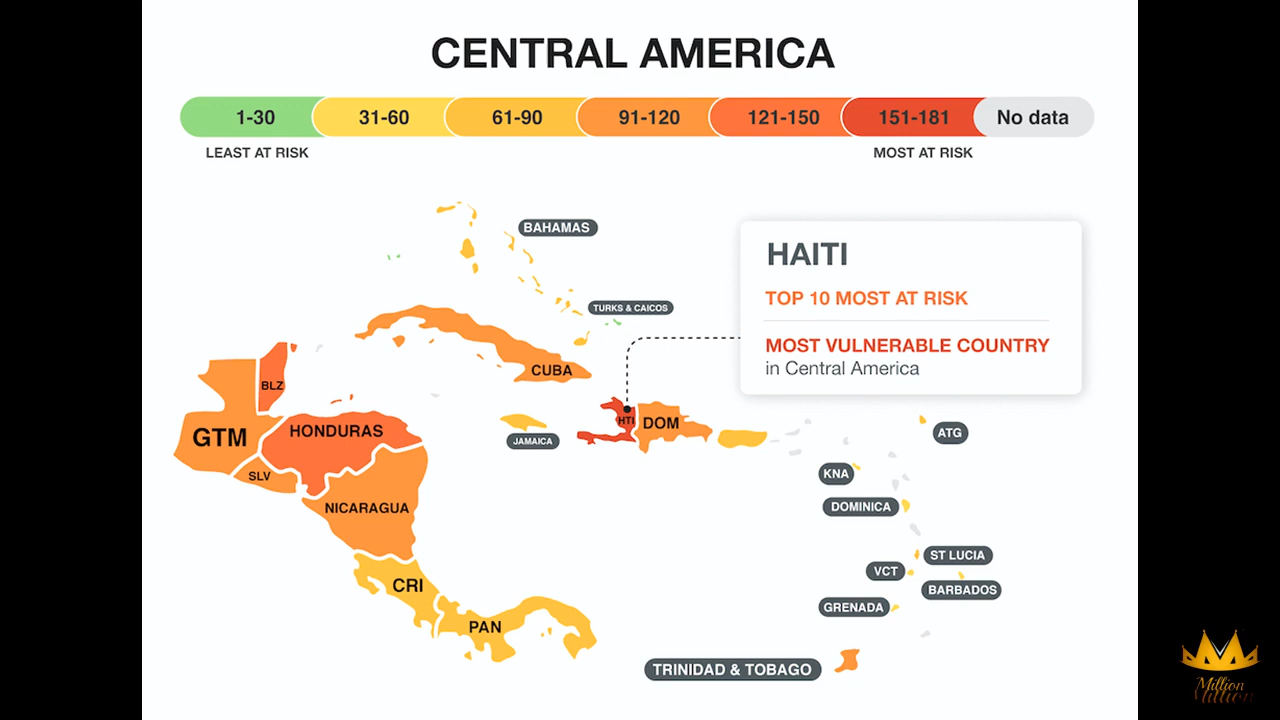 CENTRAL AMERICA
1-30
31-60
61-90
91-120
121-150
151-181
No data
LEAST AT RISK
MOST AT RISK
BAHAMAS
HAITI
TOP 10 MOST AT RISK
TURKS & CAICOS
MOST VULNERABLE COUNTRY
in Central America
CUBA
BLZ
HTI
DOM
HONDURAS
GTM
JAMAICA
ATG
SLV
KNA
NICARAGUA
DOMINICA
ST LUCIA
VCT
CRI
BARBADOS
GRENADA
PAN
TRINIDAD & TOBAGO
Million
Million